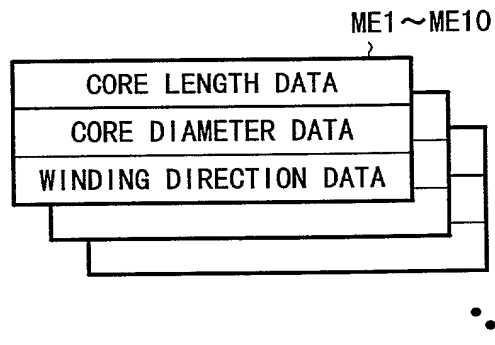 ME1～ME10
CORE LENGTH DATA
CORE DIAMETER DATA
WINDING DIRECTION DATA